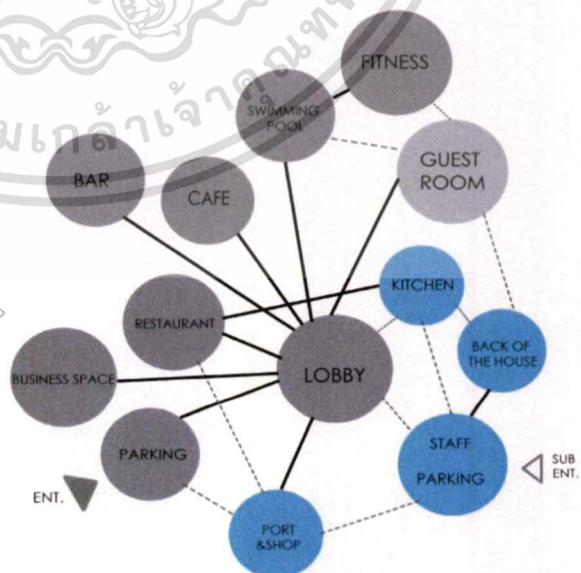 FITNESS
SWIMMING
POOL
GUEST
ROOM
BAR
CAFE
KITCHEN
RESTAURANT
BACK OF
THE HOUSE
LOBBY
BUSINESS SPACE
STAFF
PARKING
SUB
ENT.
PARKING
ENT.
PORT
&SHOP